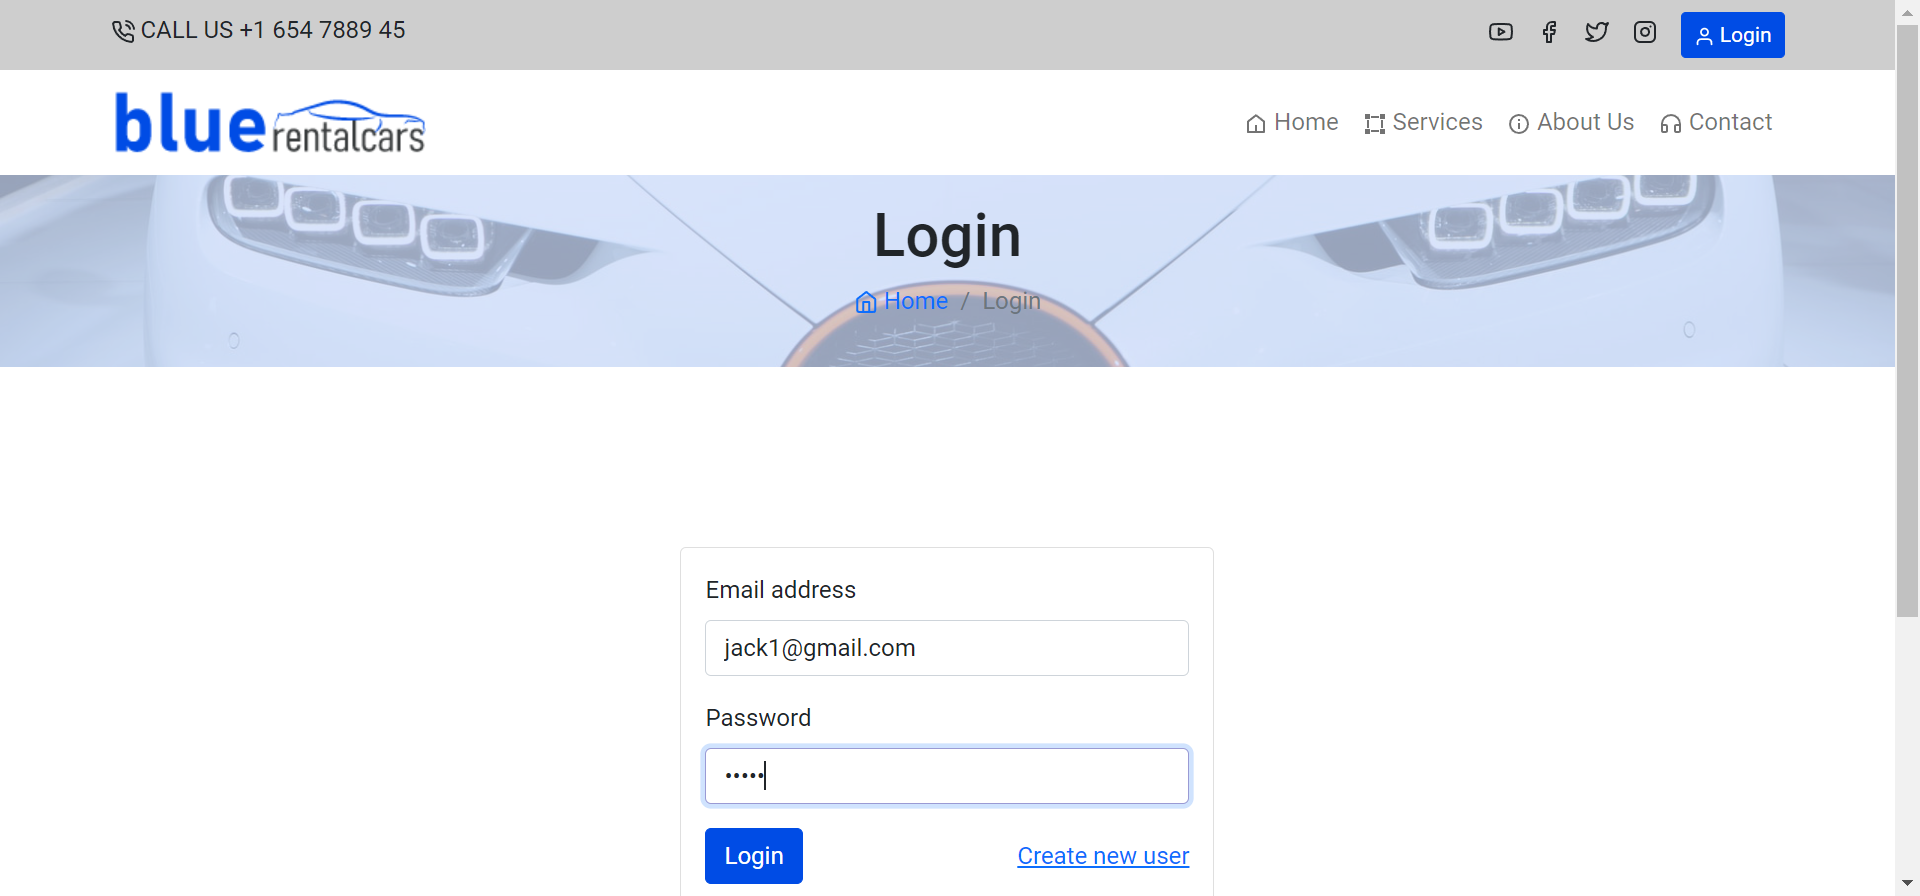 CALL US +1 654 7889 45
Login
blue rentalcars
Home Services About Us Contact
Login
Home / Login
Email address
jack1@gmail.com
Password
•••••
Login Create new user